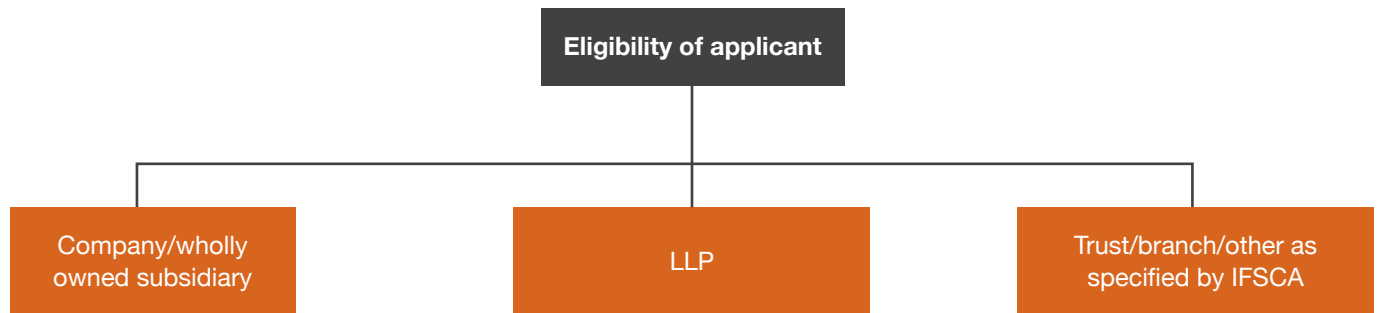 Eligibility of applicant
Company/wholly
owned subsidiary
LLP
Trust/branch/other as
specified by IFSCA